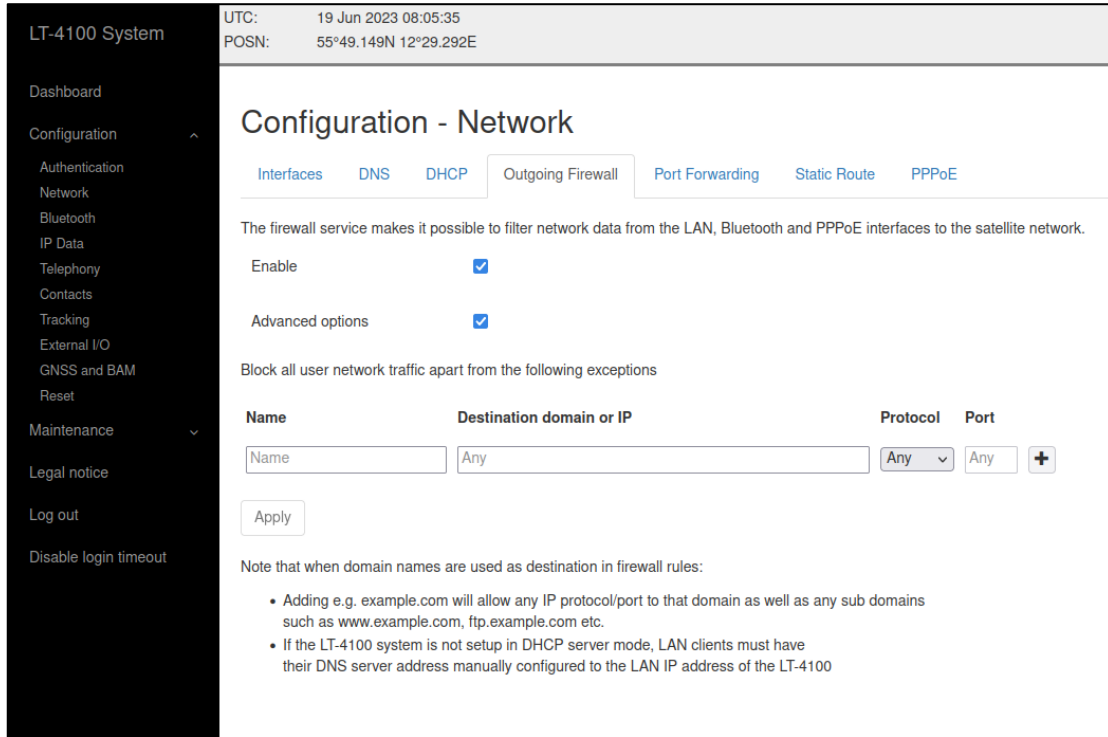 LT-4100 System
Dashboard
Configuration
Authentication
Network
Bluetooth
IP Data
Telephony
Contacts
Tracking
External I/O
GNSS and BAM
Reset
Maintenance
Legal notice
Log out
Disable login timeout
UTC: 19 Jun 2023 08:05:35
POSN: 55°49.149N 12°29.292E
Configuration - Network
Interfaces DNS DHCP Outgoing Firewall Port Forwarding Static Route PPPoE
The firewall service makes it possible to filter network data from the LAN, Bluetooth and PPPoE interfaces to the satellite network.
Enable
Advanced options
Block all user network traffic apart from the following exceptions
Name Destination domain or IP Protocol Port
Name Any Any Any
Apply
Note that when domain names are used as destination in firewall rules:
• Adding e.g. example.com will allow any IP protocol/port to that domain as well as any sub domains
such as www.example.com, ftp.example.com etc.
• If the LT-4100 system is not setup in DHCP server mode, LAN clients must have
their DNS server address manually configured to the LAN IP address of the LT-4100